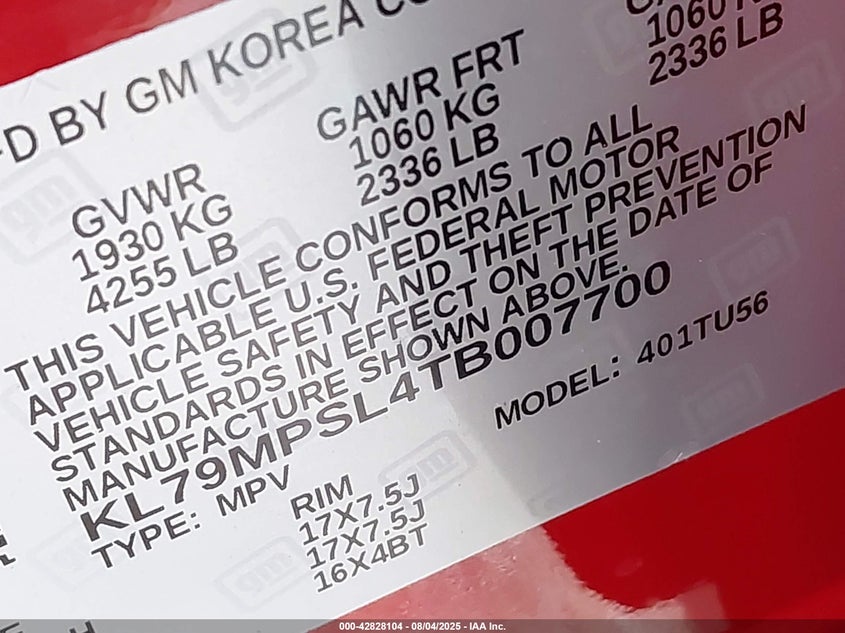 D BY GM KOREA CO
GVWR
1930 KG
4255 LB
GAWR FRT
1060 KG
2336 LB
1060 K
2336 LB
THIS VEHICLE CONFORMS TO ALL
APPLICABLE U.S. FEDERAL MOTOR
VEHICLE SAFETY AND THEFT PREVENTION
STANDARDS IN EFFECT ON THE DATE OF
MANUFACTURE SHOWN ABOVE.
KL79MPSL4TB007700
TYPE: MPV
MODEL: 401TU56
RIM
17X7.5J
17X7.5J
16X4BT
000-42828104 - 08/04/2025 - IAA Inc.